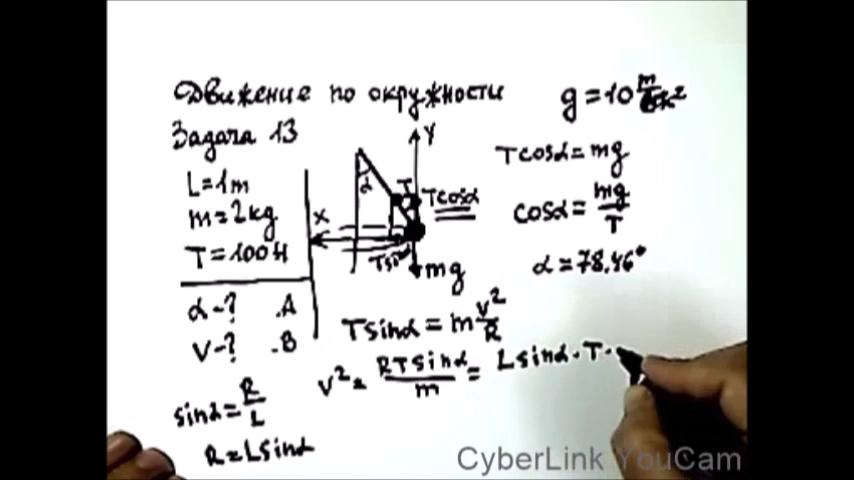 Движение по окружности
Задача 13
g = 10 m/сек²
L = 1m
m = 2kg
T = 100H
α - ? .A
V - ? .B
sinα = R/L
R = Lsinα
Y
α
T
Tcosα
X
Tsinα
mg
Tcosα = mg
cosα = mg/T
α = 78.46°
Tsinα = m V²/R
V² = RTsinα/m = Lsinα · T ·
CyberLink YouCam